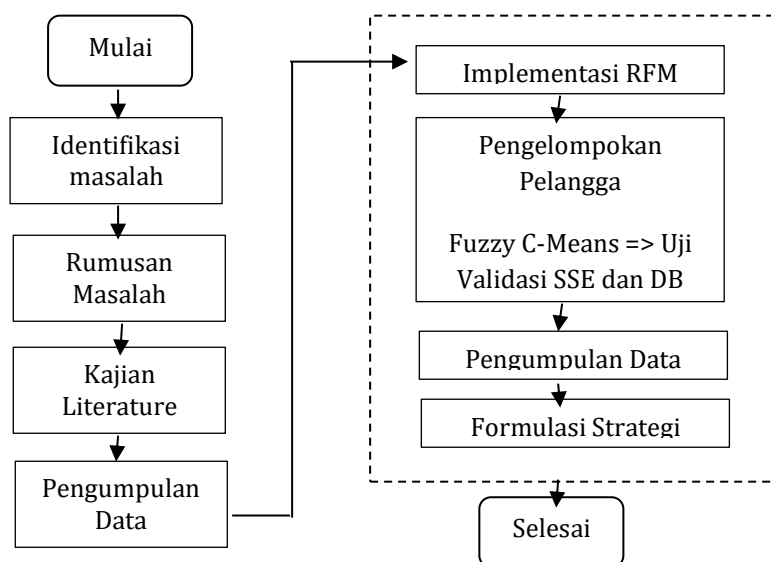 Mulai
Identifikasi
masalah
Rumusan
Masalah
Kajian
Literature
Pengumpulan
Data
Implementasi RFM
Pengelompokan
Pelangga
Fuzzy C-Means => Uji
Validasi SSE dan DB
Pengumpulan Data
Formulasi Strategi
Selesai